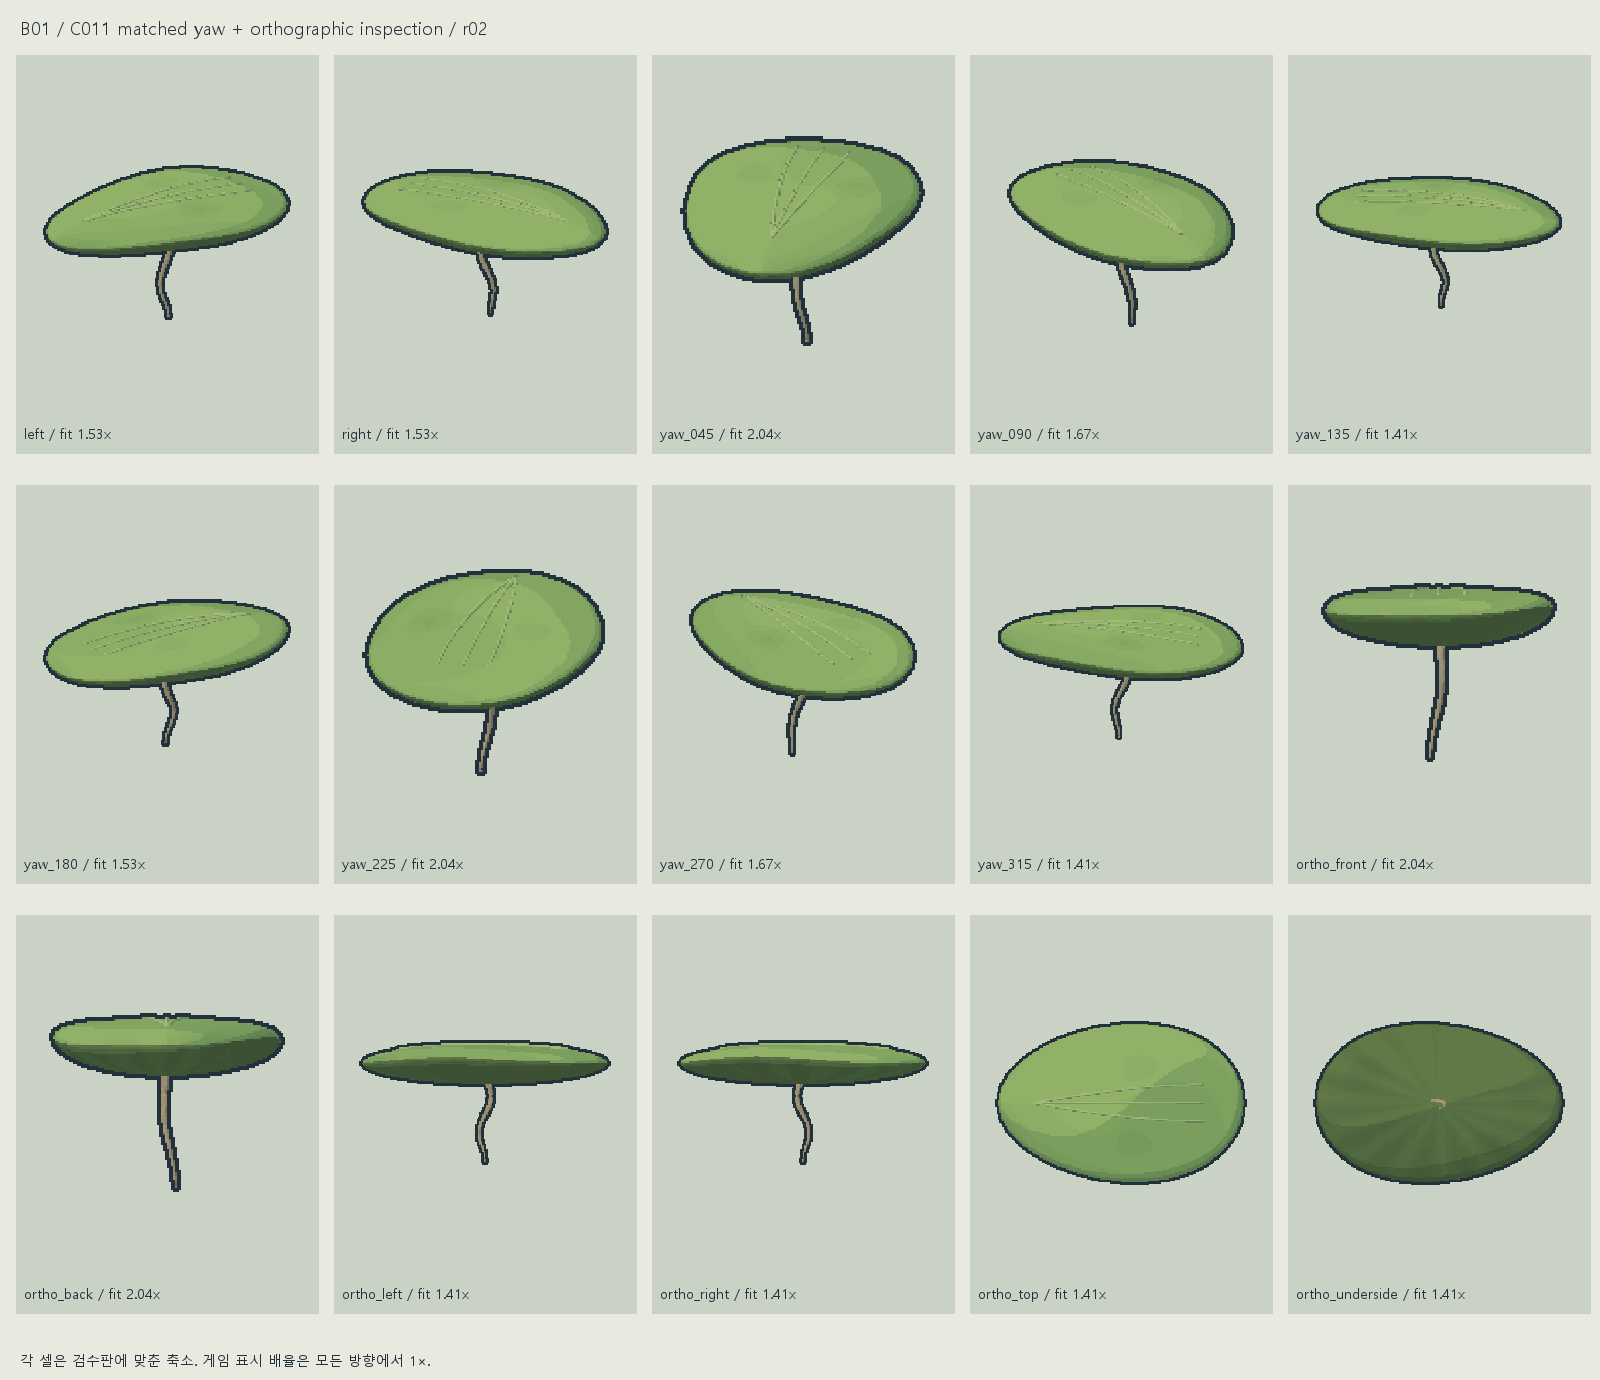 B01 / C011 matched yaw + orthographic inspection / r02
left / fit 1.53x
right / fit 1.53x
yaw_045 / fit 2.04x
yaw_090 / fit 1.67x
yaw_135 / fit 1.41x
yaw_180 / fit 1.53x
yaw_225 / fit 2.04x
yaw_270 / fit 1.67x
yaw_315 / fit 1.41x
ortho_front / fit 2.04x
ortho_back / fit 2.04x
ortho_left / fit 1.41x
ortho_right / fit 1.41x
ortho_top / fit 1.41x
ortho_underside / fit 1.41x
각 셀은 검수판에 맞춘 축소. 게임 표시 배율은 모든 방향에서 1×.